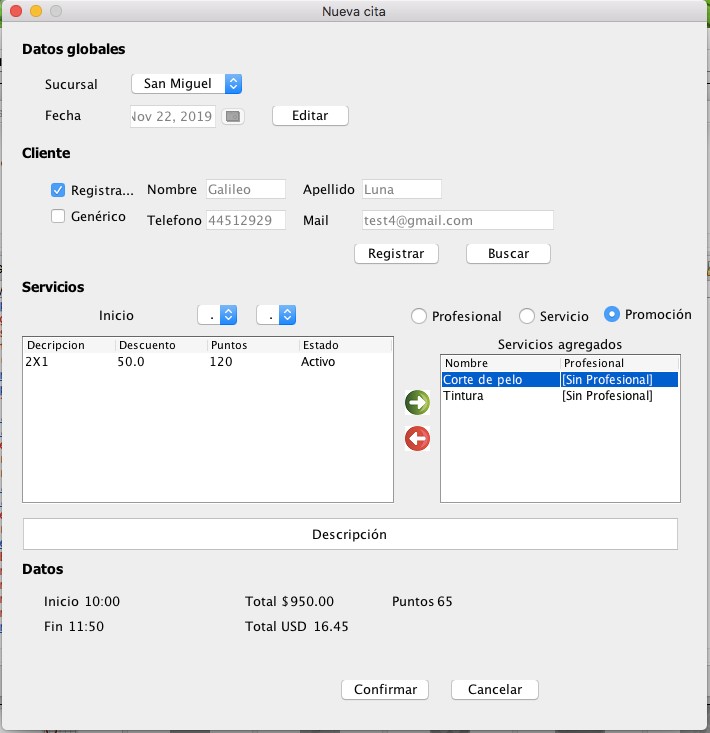 Nueva cita
Datos globales
Sucursal San Miguel
Fecha Nov 22, 2019 Editar
Cliente
Registra... Nombre Galileo Apellido Luna
Genérico Telefono 44512929 Mail test4@gmail.com
Registrar Buscar
Servicios
Inicio . . Profesional Servicio Promoción
Servicios agregados
Decripcion Descuento Puntos Estado
2X1 50.0 120 Activo
Nombre Profesional
Corte de pelo [Sin Profesional]
Tintura [Sin Profesional]
Descripción
Datos
Inicio 10:00 Total $950.00 Puntos 65
Fin 11:50 Total USD 16.45
Confirmar Cancelar